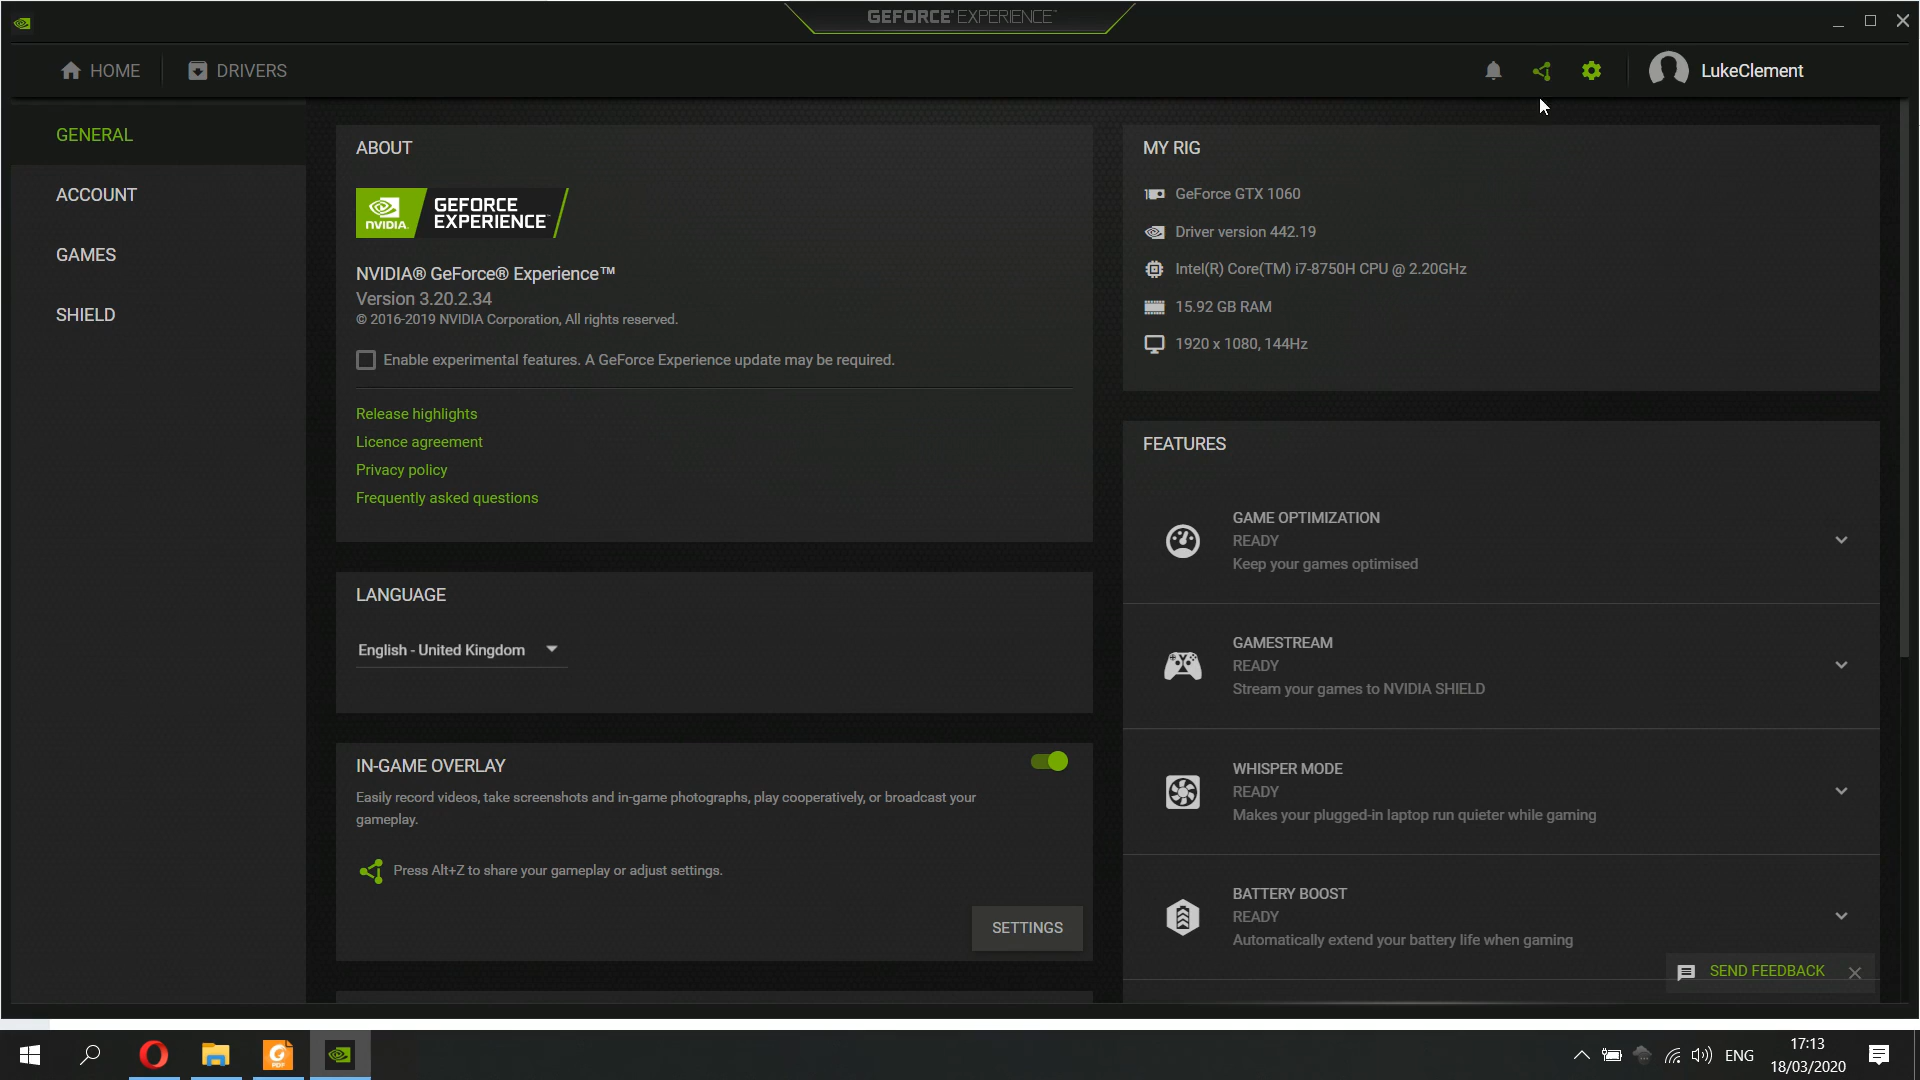 GEFORCE EXPERIENCE™
HOME
DRIVERS
LukeClement
GENERAL
ACCOUNT
GAMES
SHIELD
ABOUT
NVIDIA.
GEFORCE
EXPERIENCE™
NVIDIA® GeForce® Experience™
Version 3.20.2.34
© 2016-2019 NVIDIA Corporation, All rights reserved.
Enable experimental features. A GeForce Experience update may be required.
Release highlights
Licence agreement
Privacy policy
Frequently asked questions
LANGUAGE
English - United Kingdom
IN-GAME OVERLAY
Easily record videos, take screenshots and in-game photographs, play cooperatively, or broadcast your
gameplay.
Press Alt+Z to share your gameplay or adjust settings.
SETTINGS
MY RIG
GeForce GTX 1060
Driver version 442.19
Intel(R) Core(TM) i7-8750H CPU @ 2.20GHz
15.92 GB RAM
1920 x 1080, 144Hz
FEATURES
GAME OPTIMIZATION
READY
Keep your games optimised
GAMESTREAM
READY
Stream your games to NVIDIA SHIELD
WHISPER MODE
READY
Makes your plugged-in laptop run quieter while gaming
BATTERY BOOST
READY
Automatically extend your battery life when gaming
SEND FEEDBACK
PDF
ENG
17:13
18/03/2020